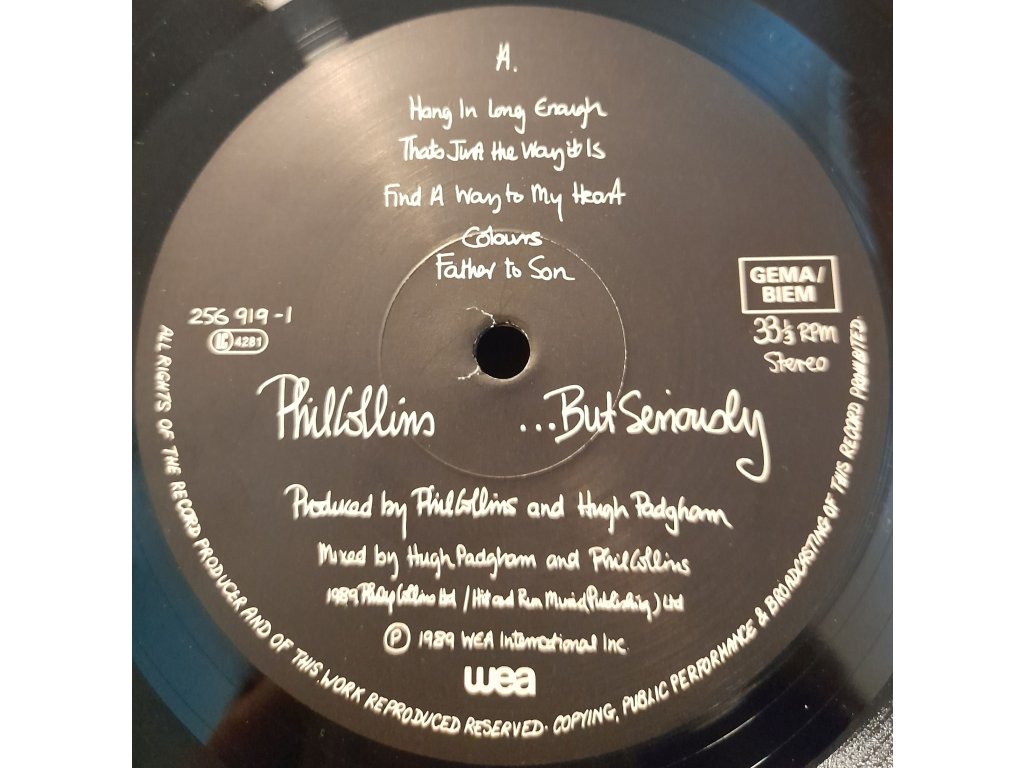 A.
Hang In Long Enough
Thats Just the Way it Is
Find A Way to My Heart
Colours
Father to Son
GEMA/
BIEM
256 919-1
LC 4281
33⅓ RPM
Stereo
Phil Collins ...But Seriously
Produced by Phil Collins and Hugh Padgham
Mixed by Hugh Padgham and Phil Collins
1989 Philip Collins Ltd / Hit and Run Music (Publishing) Ltd
Ⓟ 1989 WEA International Inc.
wea
ALL RIGHTS OF THE RECORD PRODUCER AND OF THIS WORK REPRODUCED RESERVED· COPYING, PUBLIC PERFORMANCE & BROADCASTING OF THIS RECORD PROHIBITED.